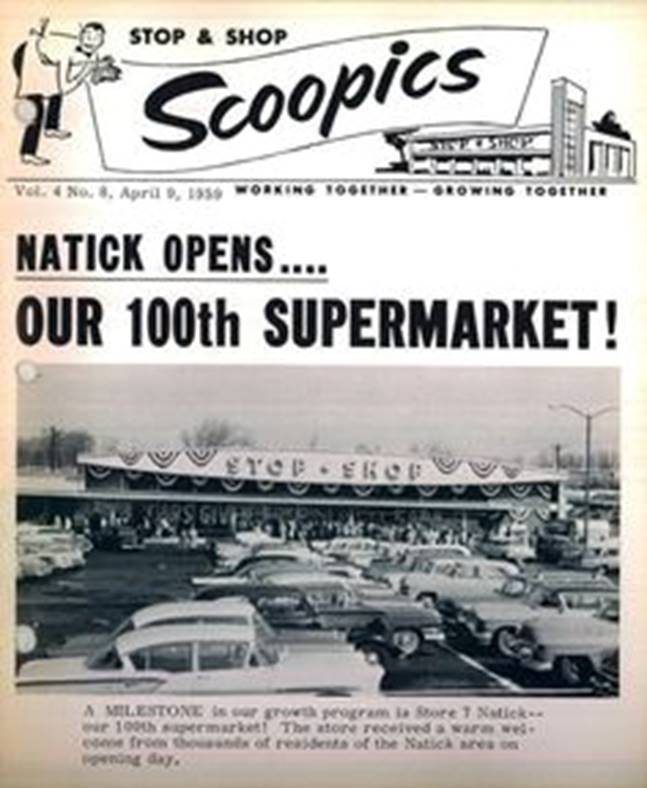 STOP & SHOP
Scoopics
STOP + SHOP
Vol. 4 No. 8, April 9, 1959 WORKING TOGETHER — GROWING TOGETHER
NATICK OPENS....
OUR 100th SUPERMARKET!
STOP + SHOP
A MILESTONE in our growth program is Store 7 Natick--
our 100th supermarket! The store received a warm wel-
come from thousands of residents of the Natick area on
opening day.